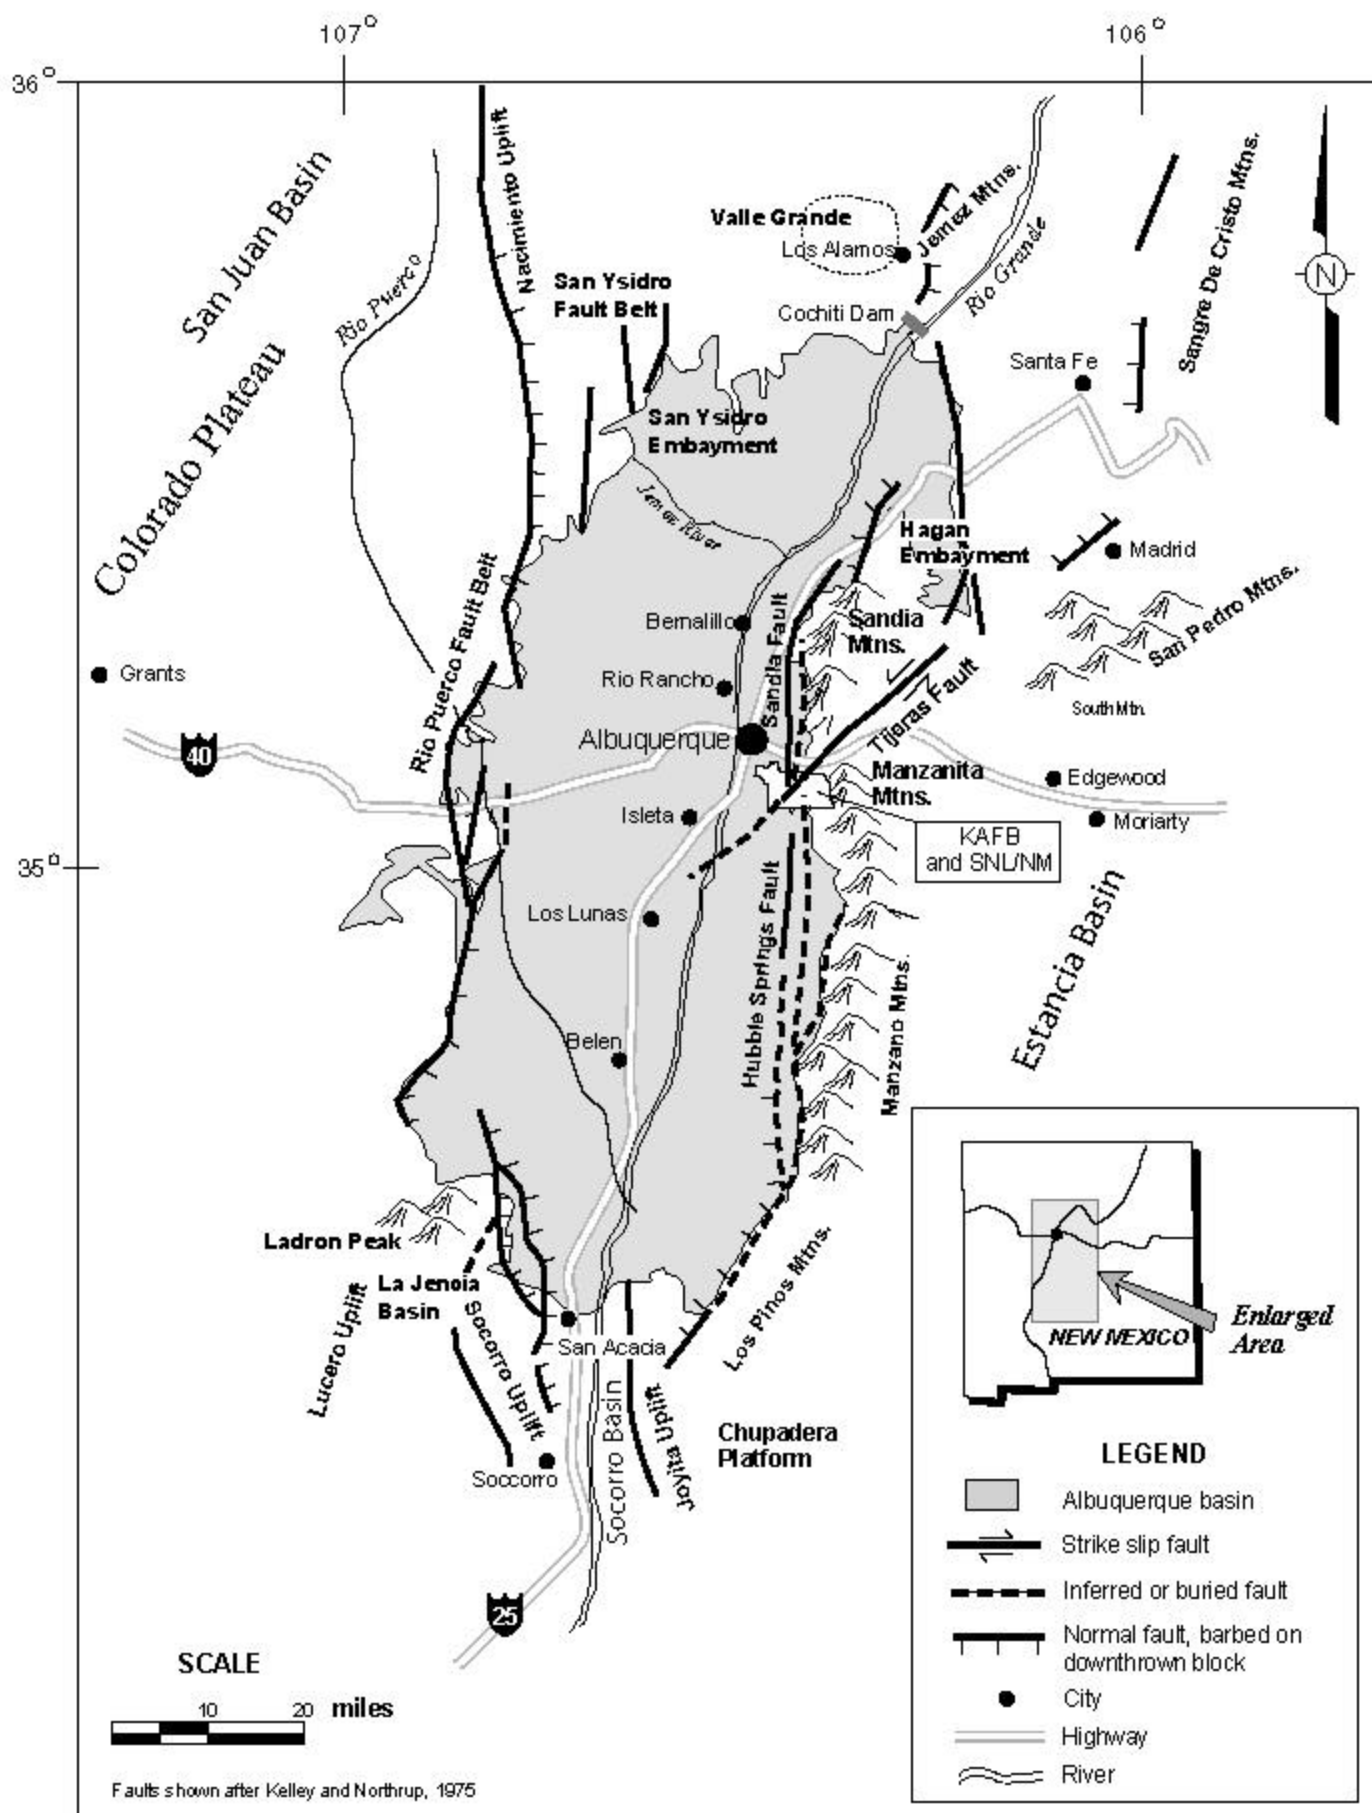 107°
106°
36°
San Juan Basin
Colorado Plateau
Rio Puerco
Nacimiento Uplift
Valle Grande
Los Alamos
Jemez Mtns.
Sangre De Cristo Mtns.
N
San Ysidro
Fault Belt
Cochiti Dam
Rio Grande
Santa Fe
San Ysidro
Embayment
Jemez River
Hagan
Embayment
Madrid
Rio Puerco Fault Belt
Bernalillo
Sandia Fault
Sandia
Mtns.
San Pedro Mtns.
Grants
Rio Rancho
Tijeras Fault
South Mtn.
40
Albuquerque
Manzanita
Mtns.
Edgewood
Isleta
Moriarty
KAFB
and SNL/NM
35°
Los Lunas
Hubble Springs Fault
Manzano Mtns.
Estancia Basin
Belen
Ladron Peak
La Jencia
Basin
Lucero Uplift
Socorro Uplift
San Acacia
Los Pinos Mtns.
Socorro Basin
Joyita Uplift
Chupadera
Platform
Soccorro
25
NEW MEXICO
Enlarged
Area
LEGEND
Albuquerque basin
Strike slip fault
Inferred or buried fault
Normal fault, barbed on
downthrown block
City
Highway
River
SCALE
10 20 miles
Faults shown after Kelley and Northrup, 1975